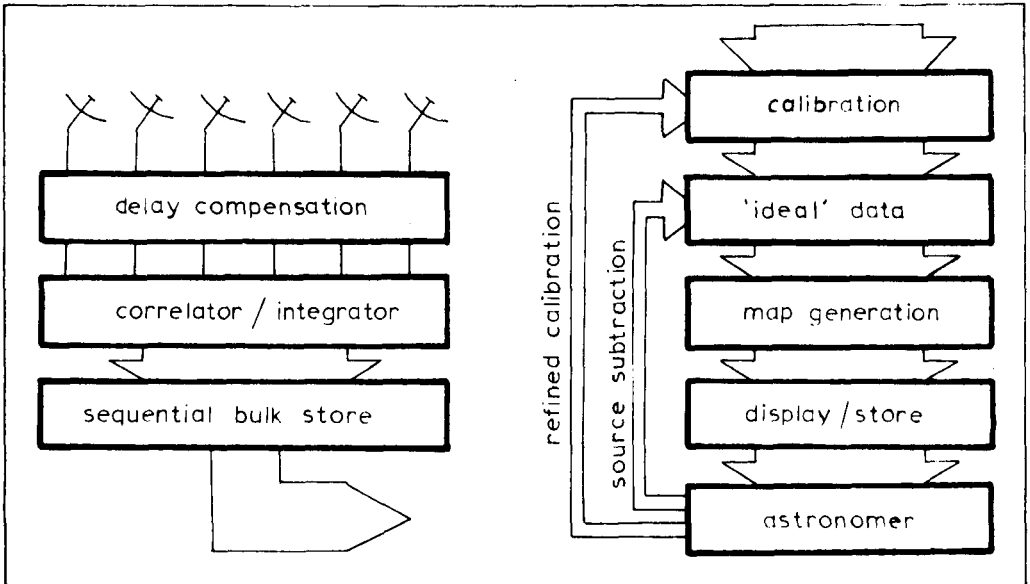 delay compensation
correlator / integrator
sequential bulk store
refined calibration
source subtraction
calibration
'ideal' data
map generation
display/store
astronomer